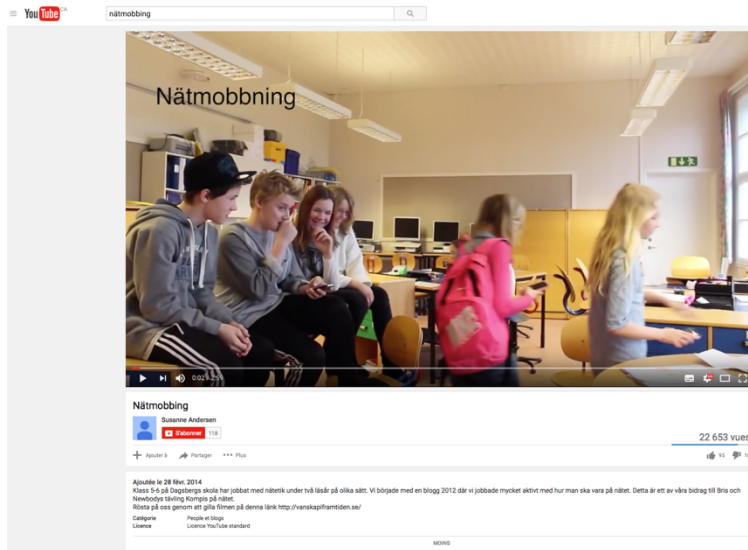 You Tube CA
nätmobbing
Nätmobbning
0:02 / 2:59
Nätmobbing
Susanne Andersen
S'abonner 118
22 653 vues
Ajouter à Partager Plus
95
Ajoutée le 28 févr. 2014
Klass 5-6 på Dagsbergs skola har jobbat med nätetik under två läsår på olika sätt. Vi började med en blogg 2012 där vi jobbade mycket aktivt med hur man ska vara på nätet. Detta är ett av våra bidrag till Bris och
Newbodys tävling Kompis på nätet.
Rösta på oss genom att gilla filmen på denna länk http://vanskapiframtiden.se/
Catégorie People et blogs
Licence Licence YouTube standard
MOINS